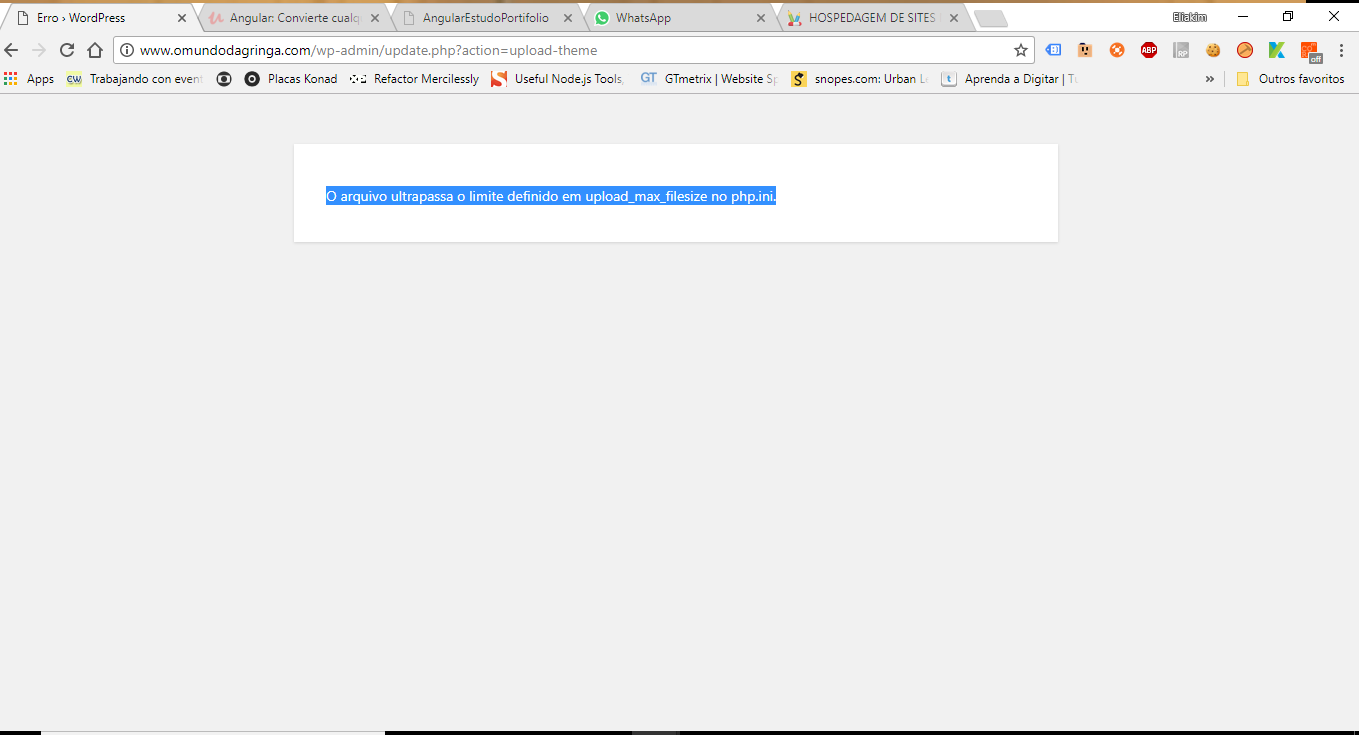 Erro › WordPress
Angular: Convierte cualq
AngularEstudoPortifolio
WhatsApp
HOSPEDAGEM DE SITES
Eliakim
www.omundodagringa.com/wp-admin/update.php?action=upload-theme
ABP
RP
off
Apps
EW Trabajando con event
Placas Konad
Refactor Mercilessly
Useful Node.js Tools,
GT GTmetrix | Website Sp
snopes.com: Urban L
t Aprenda a Digitar | Tu
»
Outros favoritos
O arquivo ultrapassa o limite definido em upload_max_filesize no php.ini.